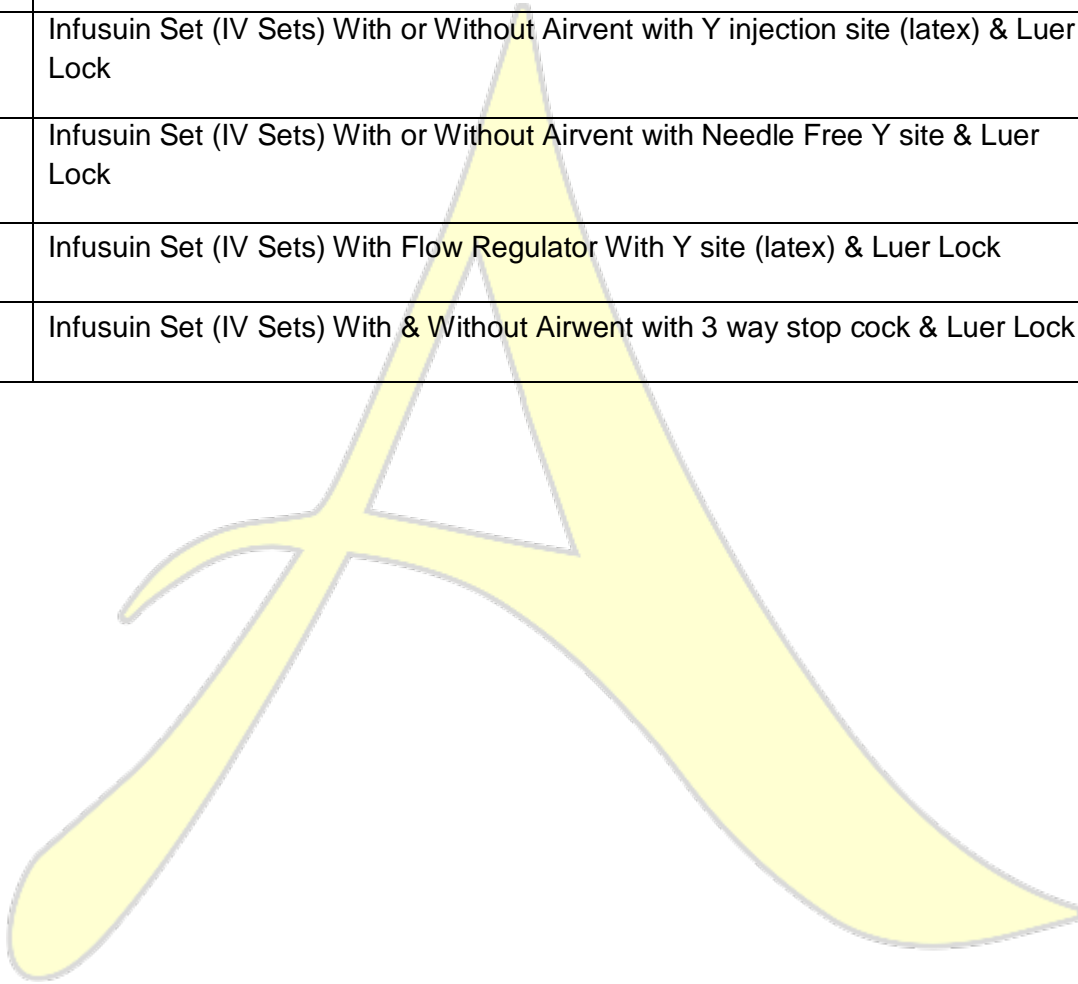 Infusuin Set (IV Sets) With or Without Airvent with Y injection site (latex) & Luer
Lock
Infusuin Set (IV Sets) With or Without Airvent with Needle Free Y site & Luer
Lock
Infusuin Set (IV Sets) With Flow Regulator With Y site (latex) & Luer Lock
Infusuin Set (IV Sets) With & Without Airwent with 3 way stop cock & Luer Lock